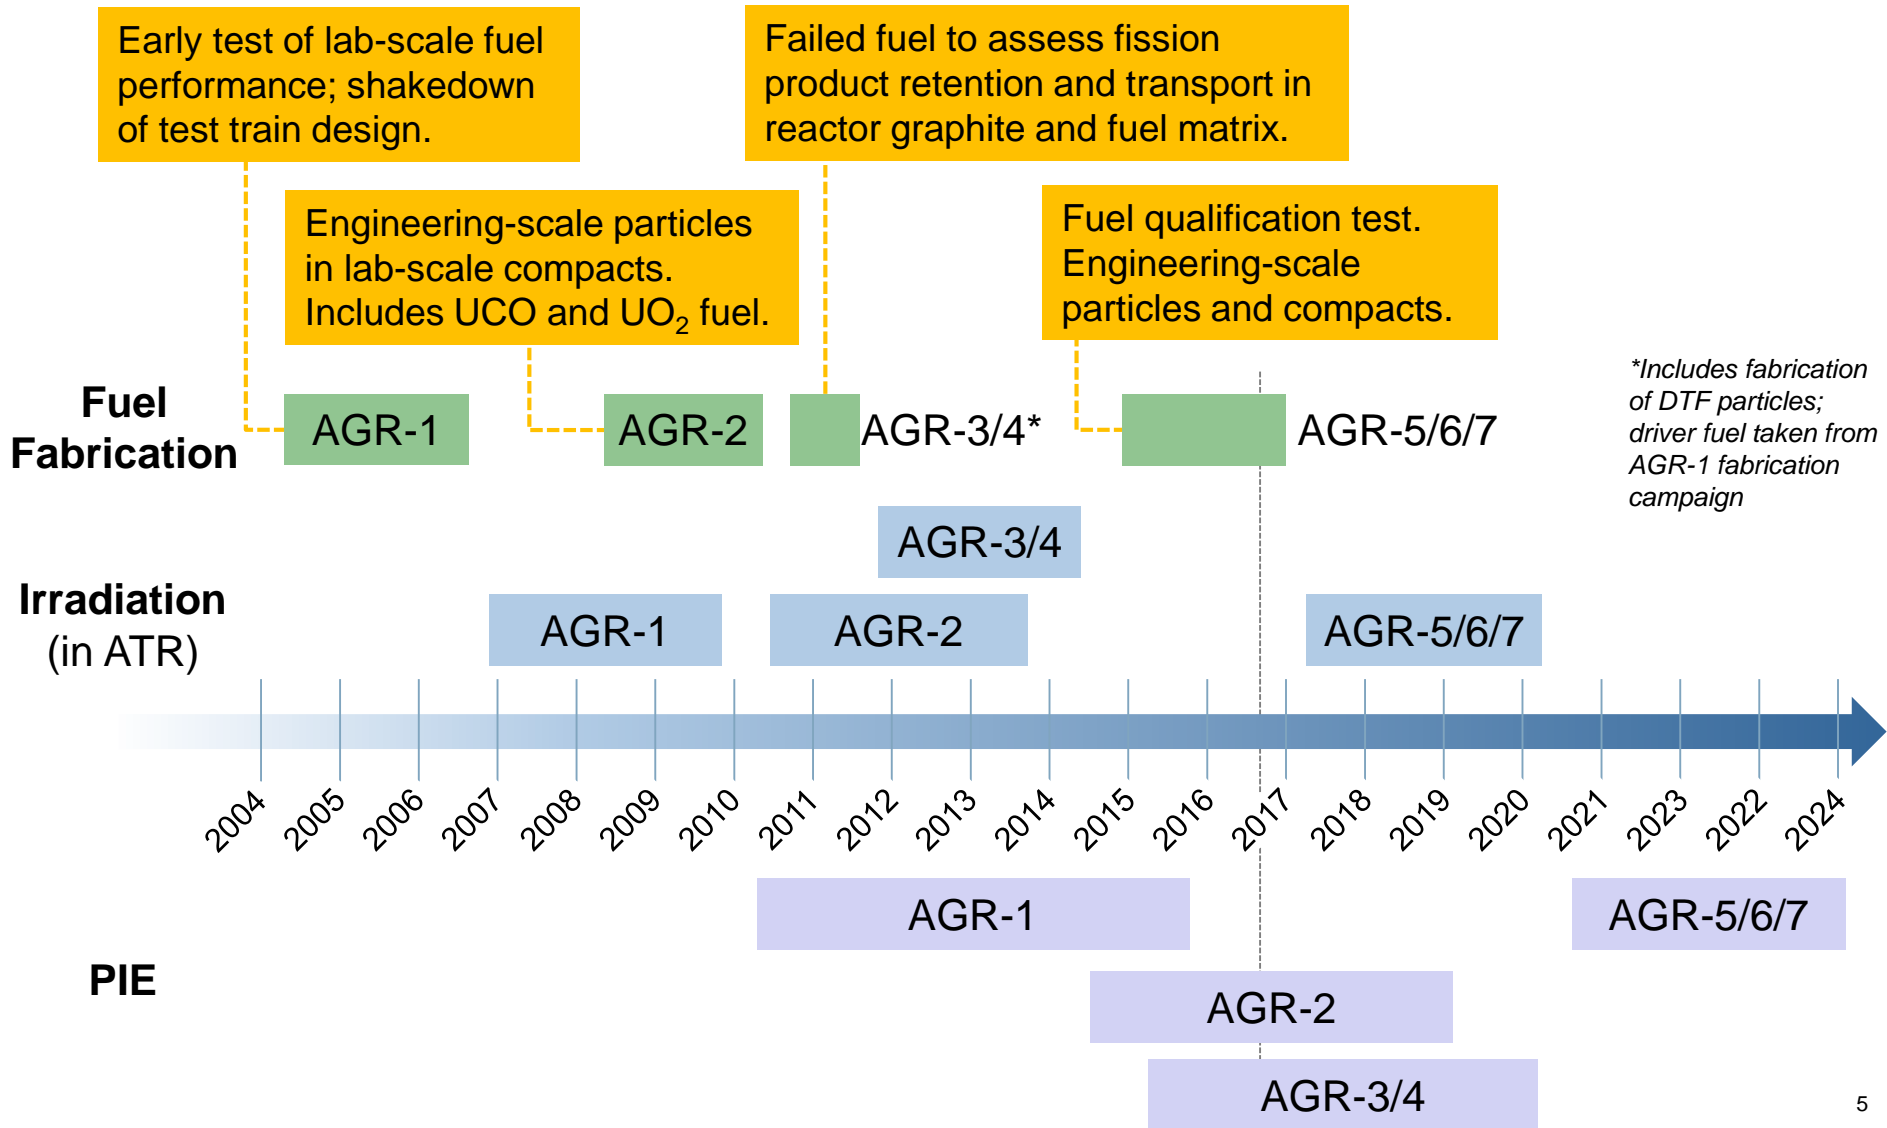 Early test of lab-scale fuel
performance; shakedown
of test train design.
Failed fuel to assess fission
product retention and transport in
reactor graphite and fuel matrix.
Engineering-scale particles
in lab-scale compacts.
Includes UCO and UO₂ fuel.
Fuel qualification test.
Engineering-scale
particles and compacts.
*Includes fabrication
of DTF particles;
driver fuel taken from
AGR-1 fabrication
campaign
Fuel
Fabrication
AGR-1
AGR-2
AGR-3/4*
AGR-5/6/7
AGR-3/4
Irradiation
(in ATR)
AGR-1
AGR-2
AGR-5/6/7
2004
2005
2006
2007
2008
2009
2010
2011
2012
2013
2014
2015
2016
2017
2018
2019
2020
2021
2023
2022
2024
AGR-1
AGR-5/6/7
PIE
AGR-2
AGR-3/4
5